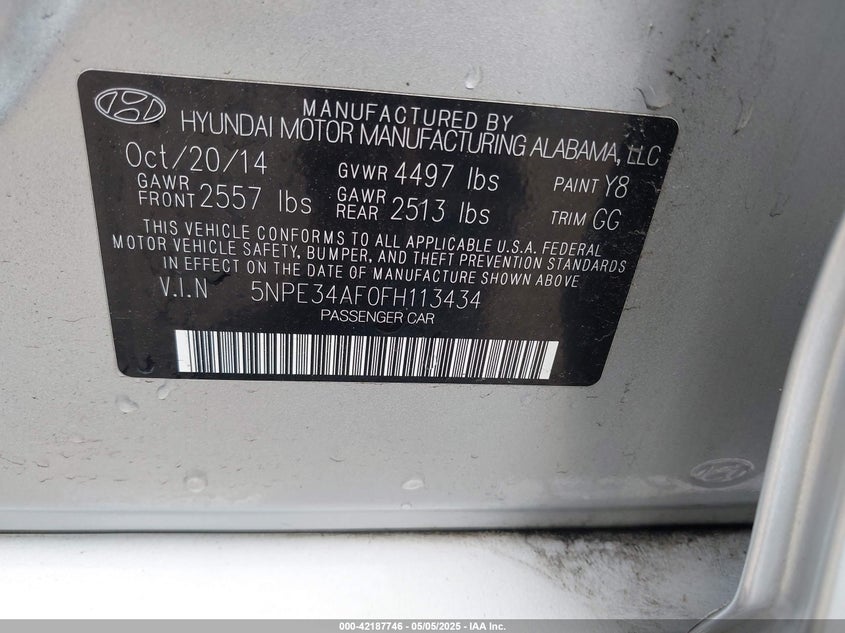 MANUFACTURED BY
HYUNDAI MOTOR MANUFACTURING ALABAMA, LLC
Oct/20/14 GVWR 4497 lbs PAINT Y8
GAWR FRONT 2557 lbs GAWR REAR 2513 lbs TRIM GG
THIS VEHICLE CONFORMS TO ALL APPLICABLE U.S.A. FEDERAL
MOTOR VEHICLE SAFETY, BUMPER, AND THEFT PREVENTION STANDARDS
IN EFFECT ON THE DATE OF MANUFACTURE SHOWN ABOVE
V.I.N 5NPE34AF0FH113434
PASSENGER CAR
000-42187746 - 05/05/2025 - IAA Inc.